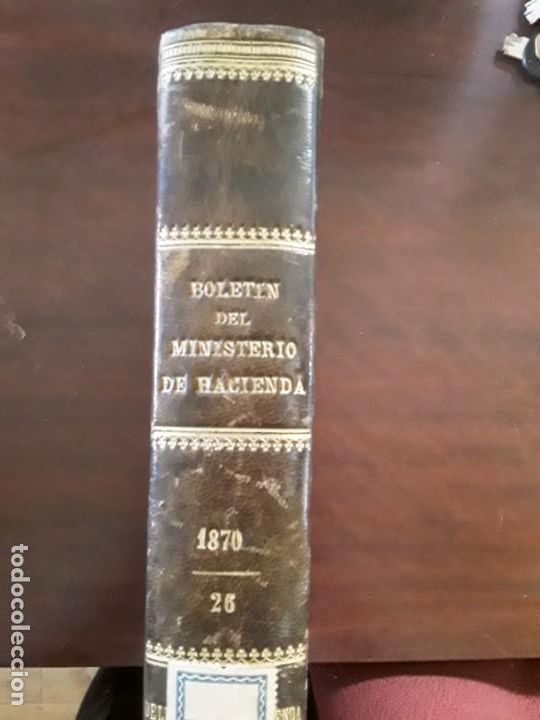 BOLETIN
DEL
MINISTERIO
DE HACIENDA
1870
26
todocoleccion